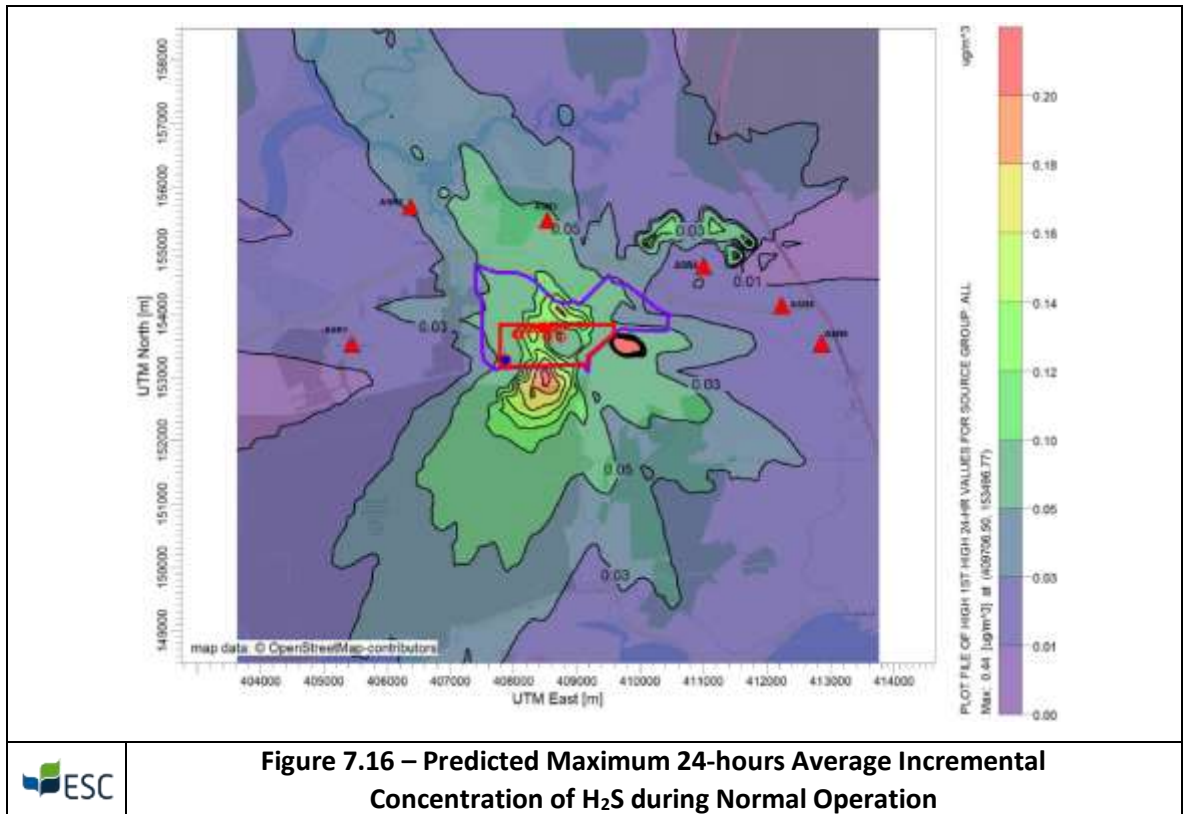 158000
157000
156000
155000
154000
153000
152000
151000
150000
149000
UTM North [m]
0.05
0.03
0.01
0.03
0.03
0.05
0.03
map data: © OpenStreetMap contributors
404000 405000 406000 407000 408000 409000 410000 411000 412000 413000 414000
UTM East [m]
PLOT FILE OF HIGH 1ST HIGH 24-HR VALUES FOR SOURCE GROUP: ALL
Max: 0.44 [ug/m^3] at (409706.50, 153486.77)
ug/m^3
0.20
0.18
0.16
0.14
0.12
0.10
0.05
0.03
0.01
0.00
ESC
Figure 7.16 – Predicted Maximum 24-hours Average Incremental
Concentration of H₂S during Normal Operation